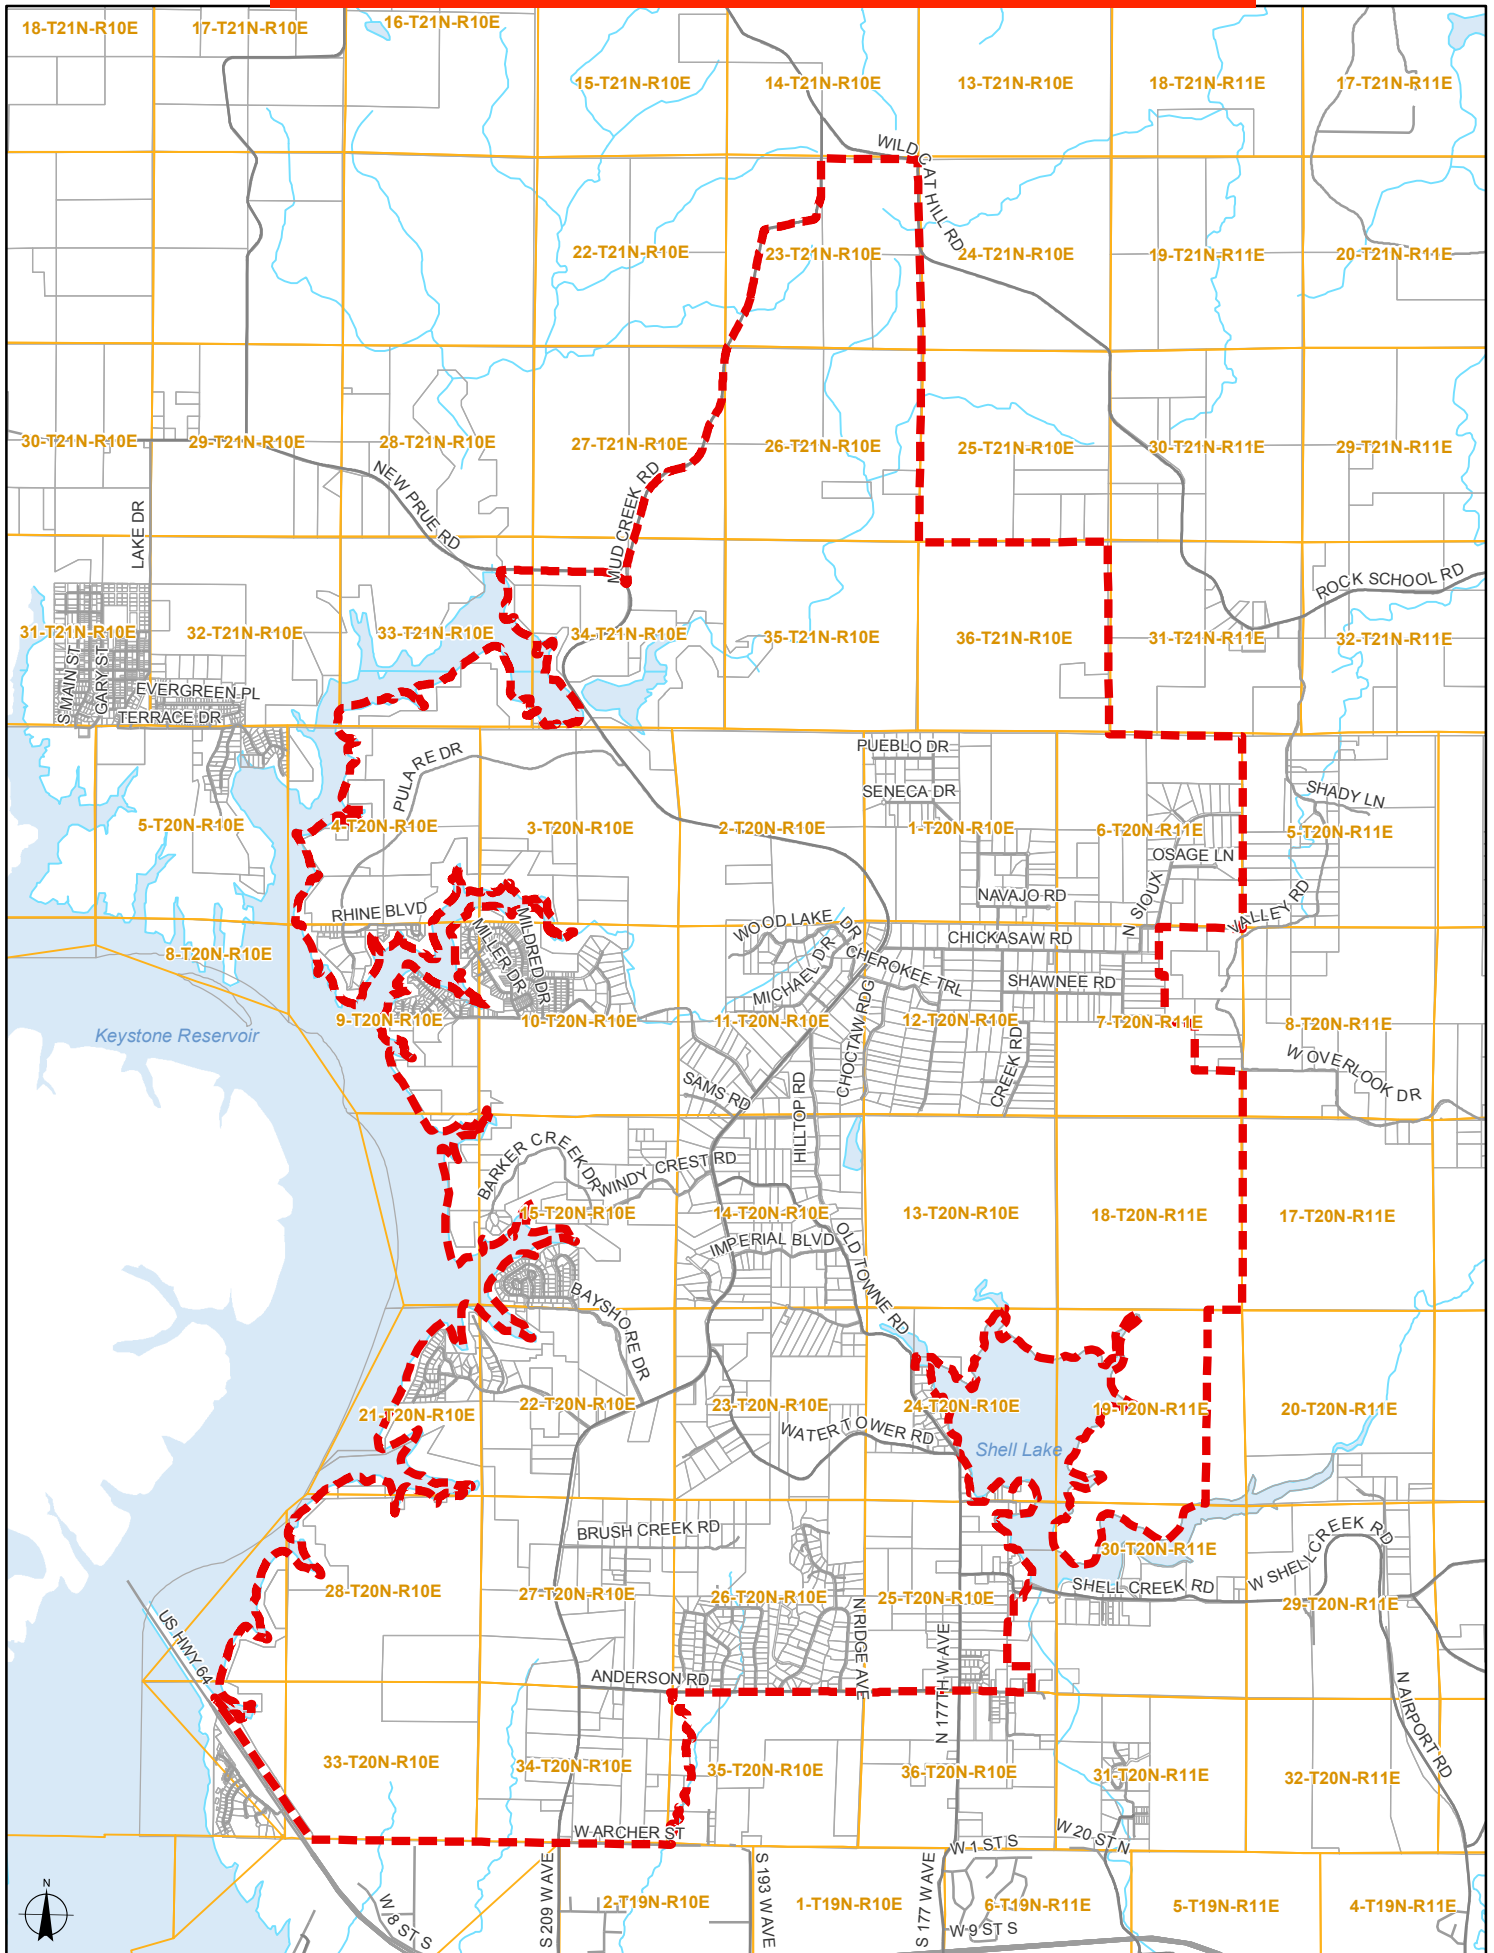 18-T21N-R10E
17-T21N-R10E
16-T21N-R10E
15-T21N-R10E
14-T21N-R10E
13-T21N-R10E
18-T21N-R11E
17-T21N-R11E
WILDCAT HILL RD
22-T21N-R10E
23-T21N-R10E
24-T21N-R10E
19-T21N-R11E
20-T21N-R11E
30-T21N-R10E
29-T21N-R10E
28-T21N-R10E
27-T21N-R10E
26-T21N-R10E
25-T21N-R10E
30-T21N-R11E
29-T21N-R11E
LAKE DR
NEW PRUE RD
MUD CREEK RD
ROCK SCHOOL RD
31-T21N-R10E
32-T21N-R10E
33-T21N-R10E
34-T21N-R10E
35-T21N-R10E
36-T21N-R10E
31-T21N-R11E
32-T21N-R11E
S MAIN ST
GARY ST
EVERGREEN PL
TERRACE DR
PULARE DR
PUEBLO DR
SENECA DR
SHADY LN
5-T20N-R10E
4-T20N-R10E
3-T20N-R10E
2-T20N-R10E
1-T20N-R10E
6-T20N-R11E
5-T20N-R11E
OSAGE LN
NAVAJO RD
N SIOUX
VALLEY RD
RHINE BLVD
MILLER DR
MILDRED DR
WOOD LAKE DR
CHICKASAW RD
8-T20N-R10E
MICHAEL DR
CHEROKEE TRL
SHAWNEE RD
Keystone Reservoir
9-T20N-R10E
10-T20N-R10E
11-T20N-R10E
12-T20N-R10E
7-T20N-R11E
8-T20N-R11E
CHOCTAW RDG
CREEK RD
W OVERLOOK DR
SAMS RD
HILLTOP RD
BARKER CREEK DR
WINDY CREST RD
15-T20N-R10E
14-T20N-R10E
13-T20N-R10E
18-T20N-R11E
17-T20N-R11E
IMPERIAL BLVD
OLD TOWNE RD
BAYSHORE DR
21-T20N-R10E
22-T20N-R10E
23-T20N-R10E
24-T20N-R10E
19-T20N-R11E
20-T20N-R11E
WATER TOWER RD
Shell Lake
BRUSH CREEK RD
30-T20N-R11E
W SHELL CREEK RD
SHELL CREEK RD
28-T20N-R10E
27-T20N-R10E
26-T20N-R10E
25-T20N-R10E
29-T20N-R11E
US HWY 64
N RIDGE AVE
N 177TH W AVE
ANDERSON RD
N AIRPORT RD
33-T20N-R10E
34-T20N-R10E
35-T20N-R10E
36-T20N-R10E
31-T20N-R11E
32-T20N-R11E
W ARCHER ST
W 1 ST S
W 20 ST N
N
W 8 ST S
S 209 W AVE
2-T19N-R10E
S 193 W AVE
1-T19N-R10E
S 177 W AVE
6-T19N-R11E
5-T19N-R11E
4-T19N-R11E
W 9 ST S